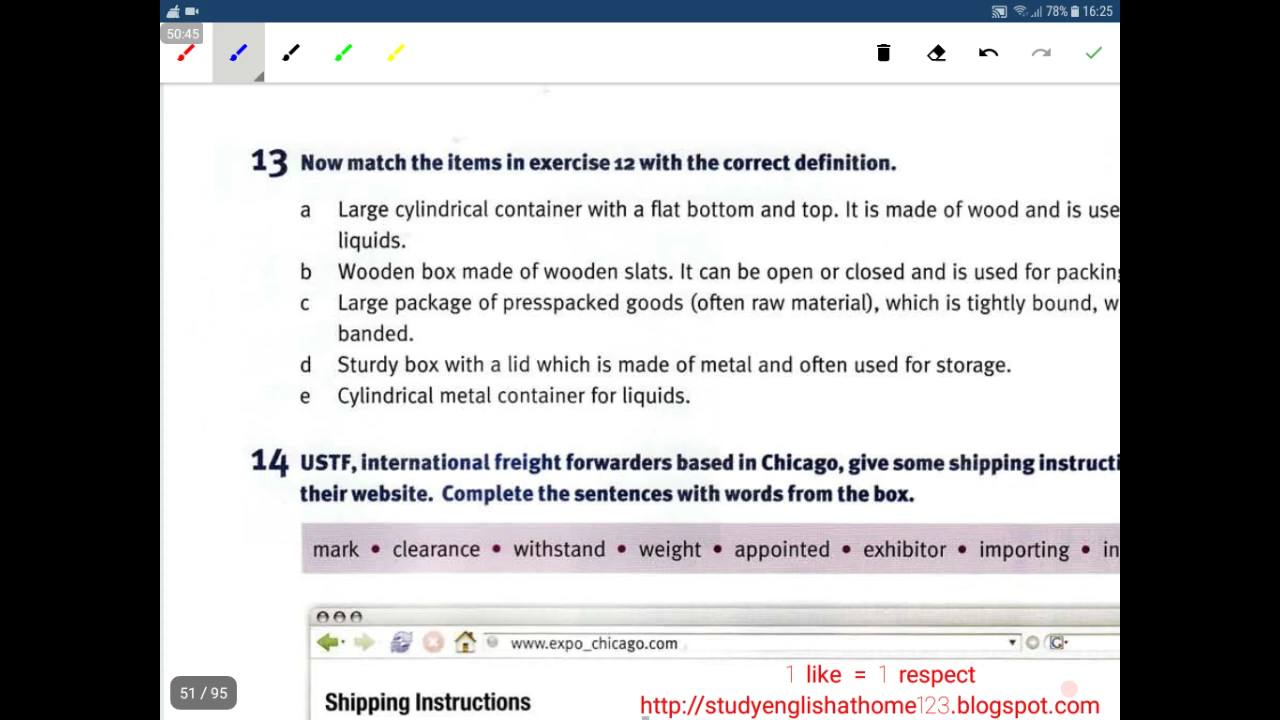 78% 16:25
50:45
13 Now match the items in exercise 12 with the correct definition.
a Large cylindrical container with a flat bottom and top. It is made of wood and is use
liquids.
b Wooden box made of wooden slats. It can be open or closed and is used for packin
c Large package of presspacked goods (often raw material), which is tightly bound, w
banded.
d Sturdy box with a lid which is made of metal and often used for storage.
e Cylindrical metal container for liquids.
14 USTF, international freight forwarders based in Chicago, give some shipping instructi
their website. Complete the sentences with words from the box.
mark • clearance • withstand • weight • appointed • exhibitor • importing • in
www.expo_chicago.com
Shipping Instructions
51 / 95
1 like = 1 respect
http://studyenglishathome123.blogspot.com